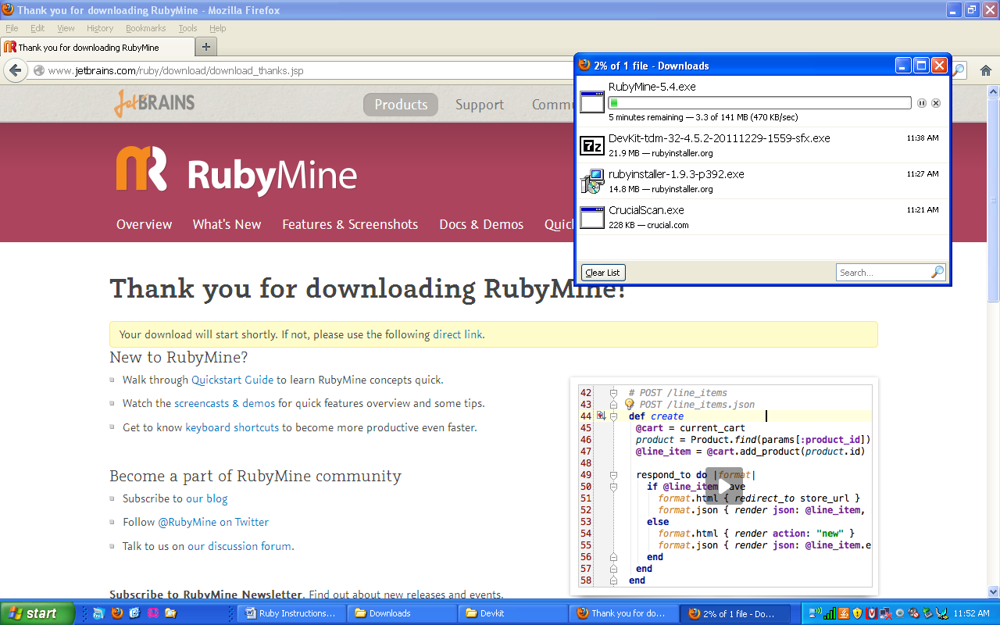 Thank you for downloading RubyMine - Mozilla Firefox
File Edit View History Bookmarks Tools Help
Thank you for downloading RubyMine
www.jetbrains.com/ruby/download/download_thanks.jsp
JetBRAINS
Products Support Commu
RubyMine
Overview What's New Features & Screenshots Docs & Demos Quic
2% of 1 file - Downloads
RubyMine-5.4.exe
5 minutes remaining — 3.3 of 141 MB (470 KB/sec)
DevKit-tdm-32-4.5.2-20111229-1559-sfx.exe 11:38 AM
21.9 MB — rubyinstaller.org
rubyinstaller-1.9.3-p392.exe 11:27 AM
14.8 MB — rubyinstaller.org
CrucialScan.exe 11:21 AM
228 KB — crucial.com
Clear List Search...
Thank you for downloading RubyMine!
Your download will start shortly. If not, please use the following direct link.
New to RubyMine?
Walk through Quickstart Guide to learn RubyMine concepts quick.
Watch the screencasts & demos for quick features overview and some tips.
Get to know keyboard shortcuts to become more productive even faster.
Become a part of RubyMine community
Subscribe to our blog
Follow @RubyMine on Twitter
Talk to us on our discussion forum.
Subscribe to RubyMine Newsletter. Find out about new releases and events.
42 # POST /line_items
43 # POST /line_items.json
44 def create
45 @cart = current_cart
46 product = Product.find(params[:product_id])
47 @line_item = @cart.add_product(product.id)
48
49 respond_to do |format|
50 if @line_item ave
51 format.html { redirect_to store_url }
52 format.json { render json: @line_item,
53 else
54 format.html { render action: "new" }
55 format.json { render json: @line_item.e
56 end
57 end
58 end
start Ruby Instructions... Downloads Devkit Thank you for do... 2% of 1 file - Do... 11:52 AM